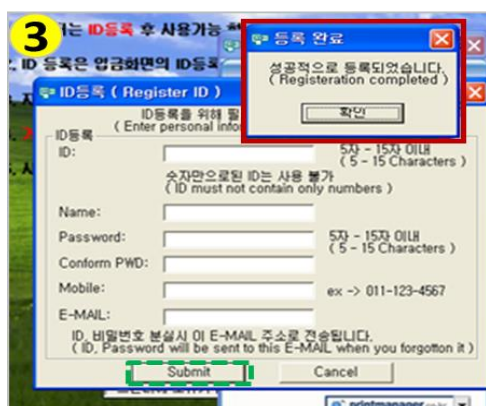 3
는 ID등록 후 사용가능
ID 등록은 입금화면의 ID등록
등록 완료
성공적으로 등록되었습니다.
( Registeration completed )
확인
ID등록 ( Register ID )
ID등록을 위해 필
( Enter personal info
ID등록
ID:
5자 - 15자 이내
( 5 - 15 Characters )
숫자만으로된 ID는 사용 불가
( ID must not contain only numbers )
Name:
Password:
5자 - 15자 이내
( 5 - 15 Characters )
Conform PWD:
Mobile:
ex -> 011-123-4567
E-MAIL:
ID, 비밀번호 분실시 이 E-MAIL 주소로 전송됩니다.
( ID, Password will be sent to this E-MAIL when you forgotton it )
Submit
Cancel
printmanager